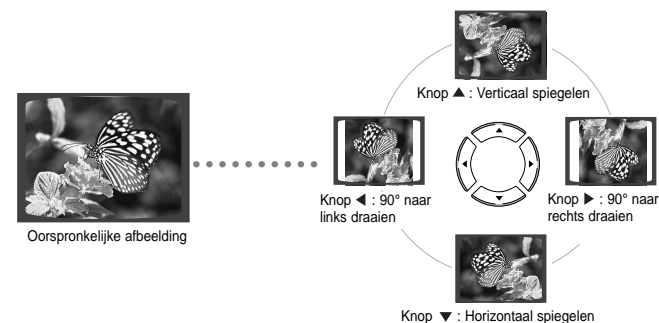 Knop ▲ : Verticaal spiegelen
Knop ◀ : 90° naar
links draaien
Knop ▶ : 90° naar
rechts draaien
Oorspronkelijke afbeelding
Knop ▼ : Horizontaal spiegelen